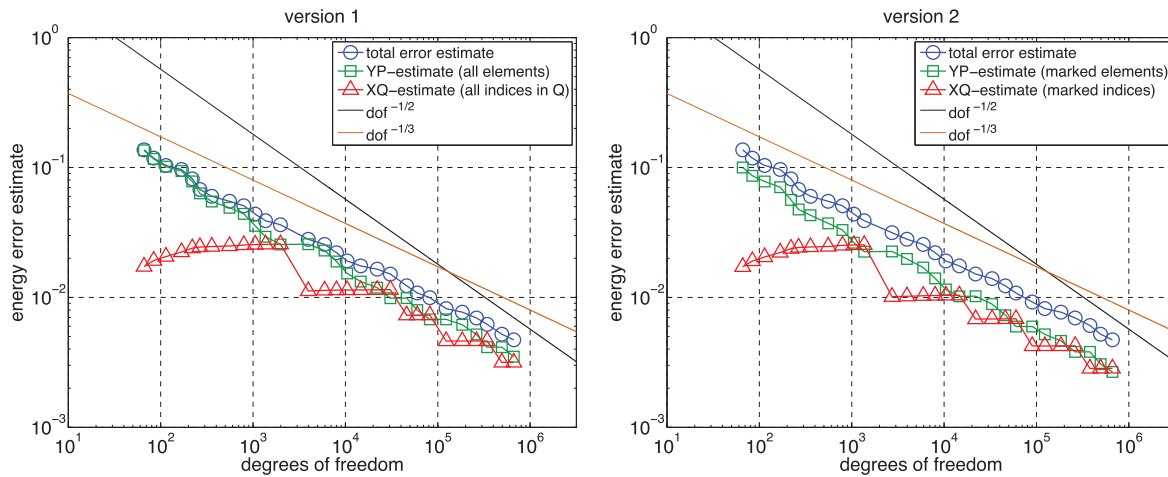 version 1
energy error estimate
10^0
10^-1
10^-2
10^-3
total error estimate
YP-estimate (all elements)
XQ-estimate (all indices in Q)
dof^-1/2
dof^-1/3
10^1 10^2 10^3 10^4 10^5 10^6
degrees of freedom
version 2
energy error estimate
10^0
10^-1
10^-2
10^-3
total error estimate
YP-estimate (marked elements)
XQ-estimate (marked indices)
dof^-1/2
dof^-1/3
10^1 10^2 10^3 10^4 10^5 10^6
degrees of freedom